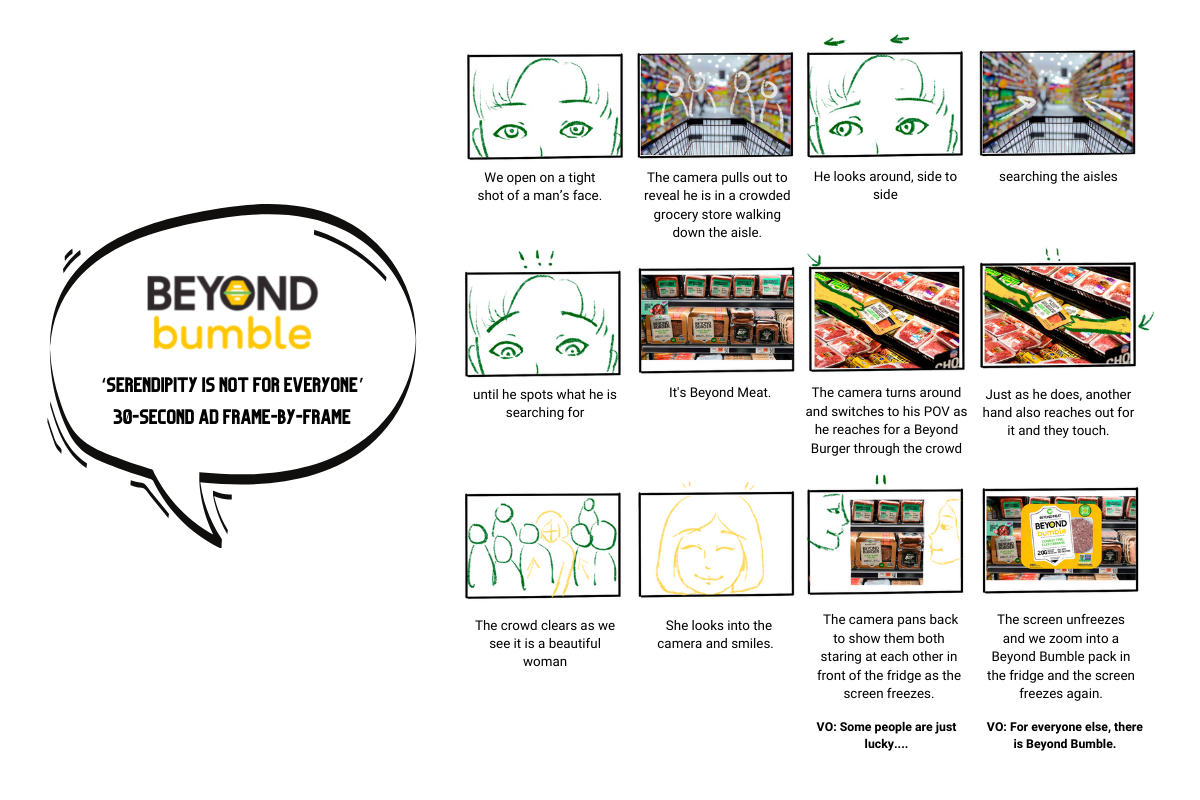 BEYOND
bumble
‘SERENDIPITY IS NOT FOR EVERYONE’
30-SECOND AD FRAME-BY-FRAME
We open on a tight
shot of a man’s face.
The camera pulls out to
reveal he is in a crowded
grocery store walking
down the aisle.
He looks around, side to
side
searching the aisles
until he spots what he is
searching for
It's Beyond Meat.
The camera turns around
and switches to his POV as
he reaches for a Beyond
Burger through the crowd
Just as he does, another
hand also reaches out for
it and they touch.
The crowd clears as we
see it is a beautiful
woman
She looks into the
camera and smiles.
The camera pans back
to show them both
staring at each other in
front of the fridge as the
screen freezes.
VO: Some people are just
lucky....
BEYOND
bumble
20G
The screen unfreezes
and we zoom into a
Beyond Bumble pack in
the fridge and the screen
freezes again.
VO: For everyone else, there
is Beyond Bumble.